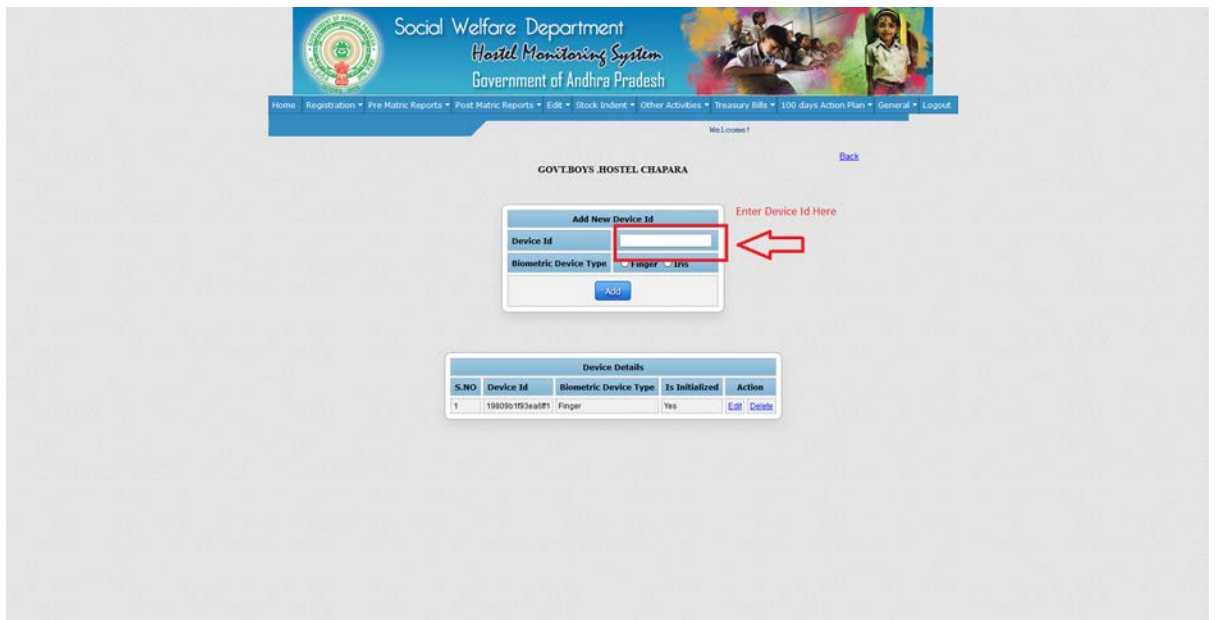 Social Welfare Department
Hostel Monitoring System
Government of Andhra Pradesh
Home Registration Pre Matric Reports Post Matric Reports Edit Stock Indent Other Activities Treasury Bills 100 days Action Plan General Logout
Welcome!
Back
GOVT.BOYS .HOSTEL CHAPARA
Enter Device Id Here
Add New Device Id
Device Id
Biometric Device Type Finger Iris
Add
Device Details
S.NO Device Id Biometric Device Type Is Initialized Action
1 19809b1f93ea6ff1 Finger Yes Edit Delete